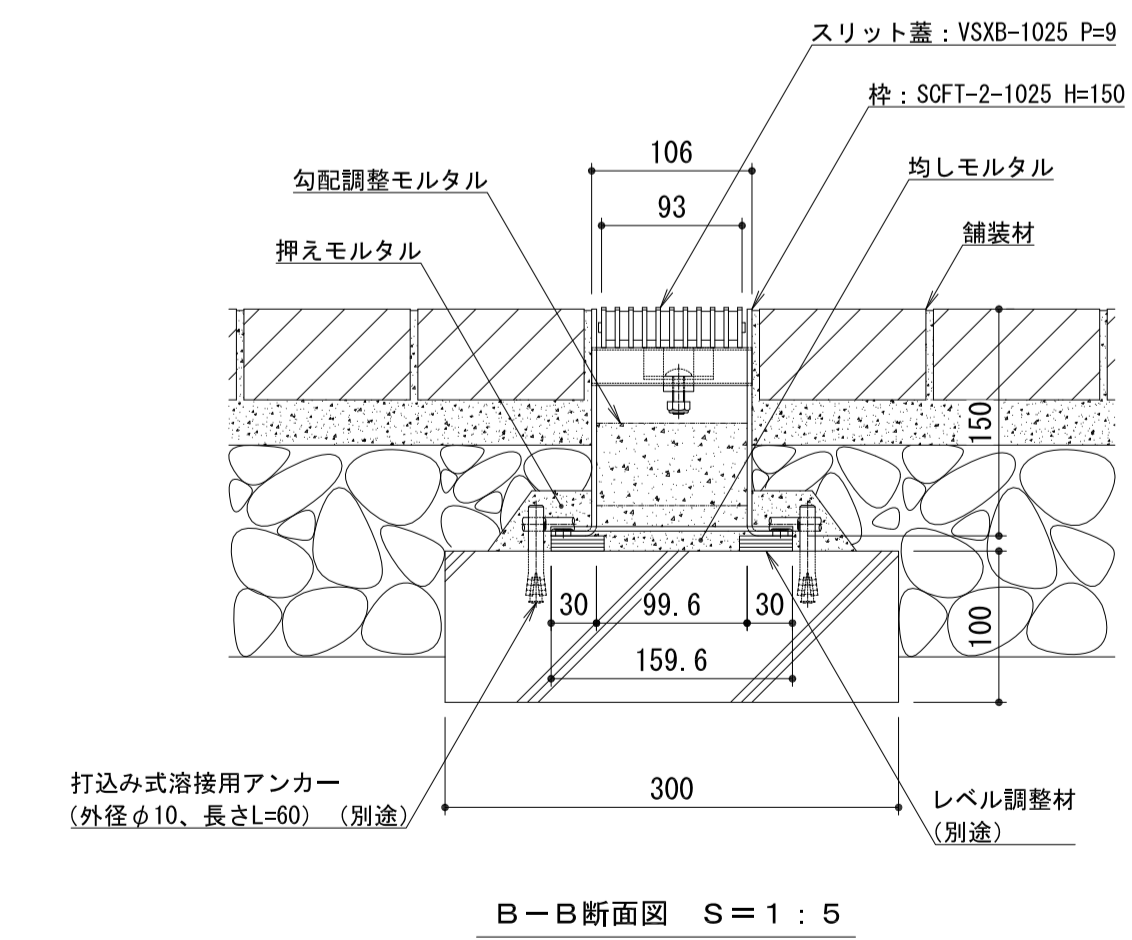 スリット蓋：VSXB-1025 P=9
枠：SCFT-2-1025 H=150
106
均しモルタル
勾配調整モルタル
93
舗装材
押えモルタル
150
30
99.6
30
100
159.6
打込み式溶接用アンカー
(外径φ10、長さL=60) （別途）
300
レベル調整材
(別途)
B－B断面図 S＝1：5